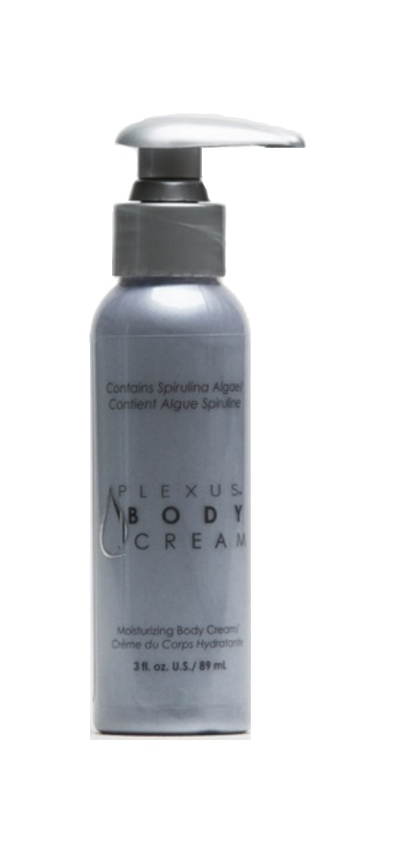 Contains Spirulina Algae/
Contient Algue Spiruline
PLEXUS™
BODY
CREAM
Moisturizing Body Cream/
Crème du Corps Hydratante
3 fl. oz. U.S./ 89 mL